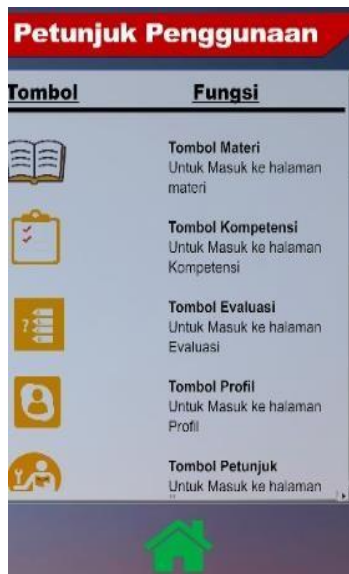 Petunjuk Penggunaan
Tombol Fungsi
Tombol Materi
Untuk Masuk ke halaman
materi
Tombol Kompetensi
Untuk Masuk ke halaman
Kompetensi
Tombol Evaluasi
Untuk Masuk ke halaman
Evaluasi
Tombol Profil
Untuk Masuk ke halaman
Profil
Tombol Petunjuk
Untuk Masuk ke halaman